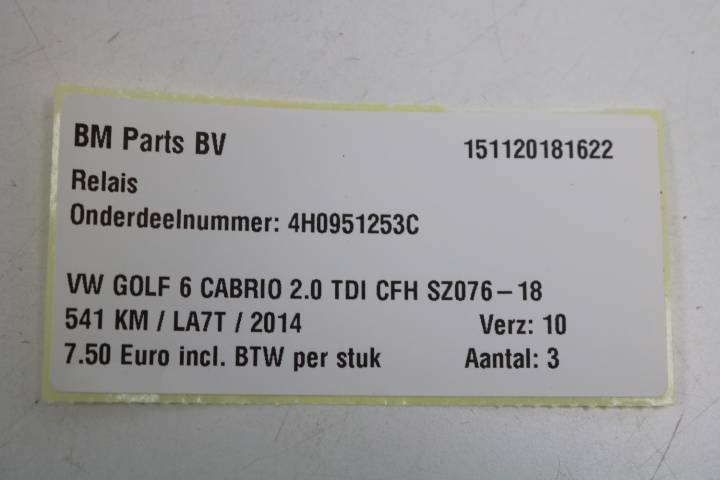 BM Parts BV 151120181622
Relais
Onderdeelnummer: 4H0951253C
VW GOLF 6 CABRIO 2.0 TDI CFH SZ076-18
541 KM / LA7T / 2014 Verz: 10
7.50 Euro incl. BTW per stuk Aantal: 3